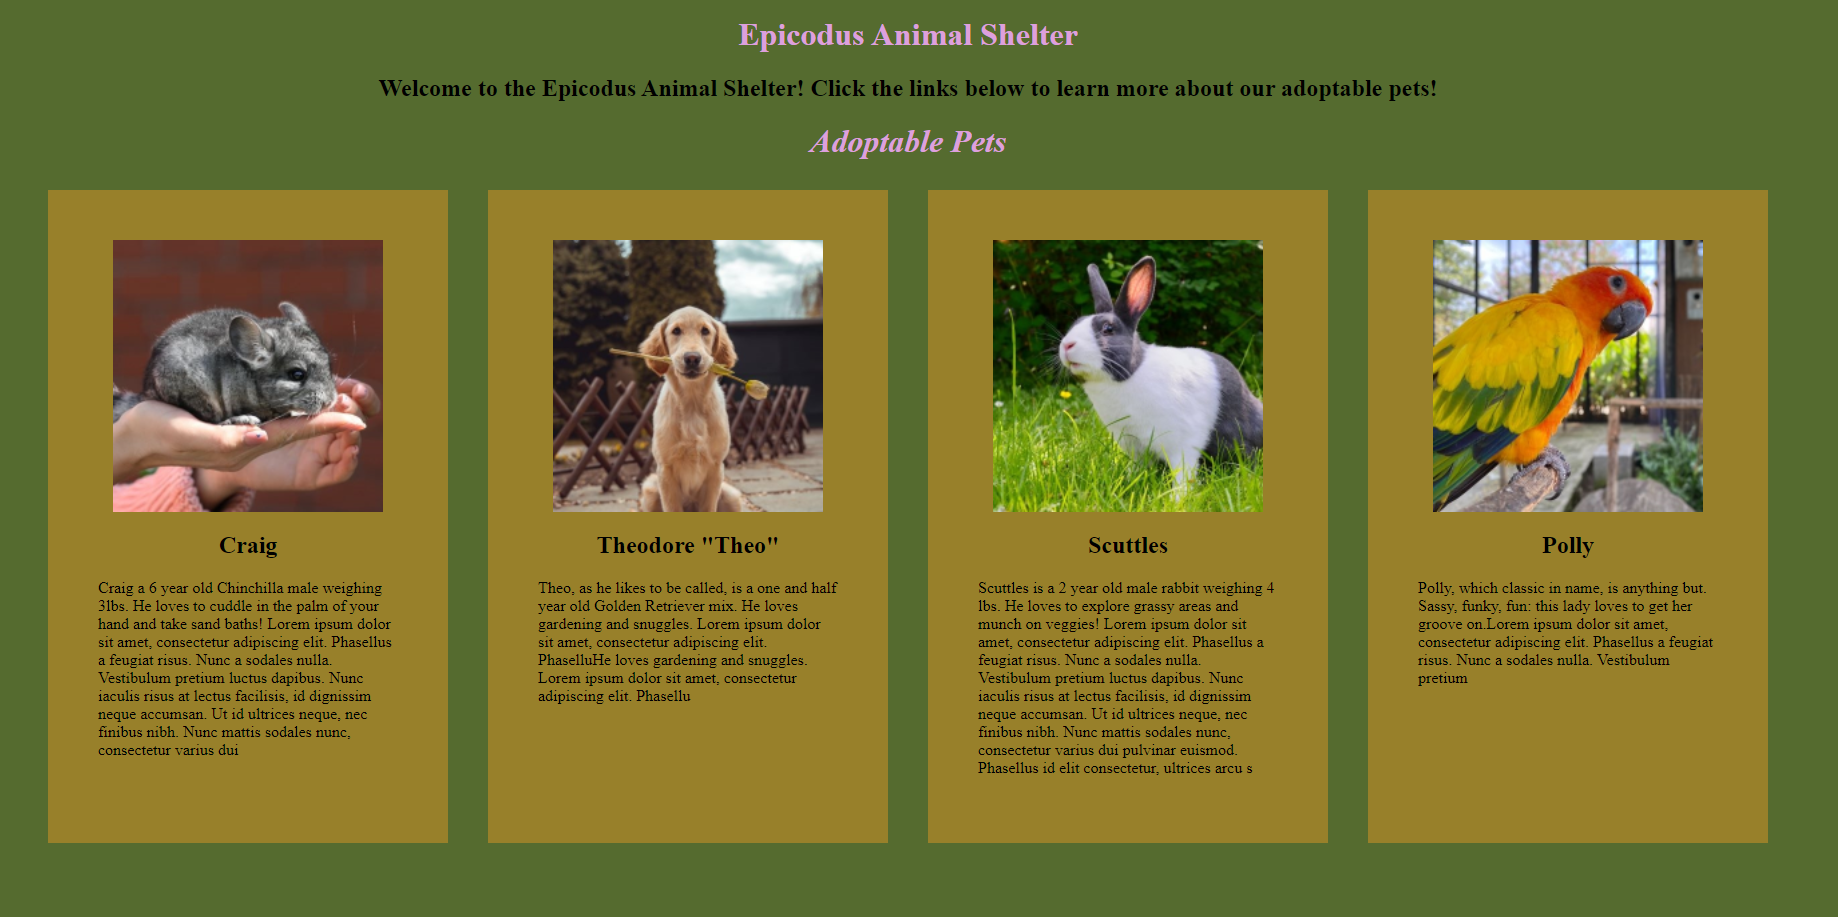 Epicodus Animal Shelter
Welcome to the Epicodus Animal Shelter! Click the links below to learn more about our adoptable pets!
Adoptable Pets
Craig
Craig a 6 year old Chinchilla male weighing
3lbs. He loves to cuddle in the palm of your
hand and take sand baths! Lorem ipsum dolor
sit amet, consectetur adipiscing elit. Phasellus
a feugiat risus. Nunc a sodales nulla.
Vestibulum pretium luctus dapibus. Nunc
iaculis risus at lectus facilisis, id dignissim
neque accumsan. Ut id ultrices neque, nec
finibus nibh. Nunc mattis sodales nunc,
consectetur varius dui
Theodore "Theo"
Theo, as he likes to be called, is a one and half
year old Golden Retriever mix. He loves
gardening and snuggles. Lorem ipsum dolor
sit amet, consectetur adipiscing elit.
PhaselluHe loves gardening and snuggles.
Lorem ipsum dolor sit amet, consectetur
adipiscing elit. Phasellu
Scuttles
Scuttles is a 2 year old male rabbit weighing 4
lbs. He loves to explore grassy areas and
munch on veggies! Lorem ipsum dolor sit
amet, consectetur adipiscing elit. Phasellus a
feugiat risus. Nunc a sodales nulla.
Vestibulum pretium luctus dapibus. Nunc
iaculis risus at lectus facilisis, id dignissim
neque accumsan. Ut id ultrices neque, nec
finibus nibh. Nunc mattis sodales nunc,
consectetur varius dui pulvinar euismod.
Phasellus id elit consectetur, ultrices arcu s
Polly
Polly, which classic in name, is anything but.
Sassy, funky, fun: this lady loves to get her
groove on.Lorem ipsum dolor sit amet,
consectetur adipiscing elit. Phasellus a feugiat
risus. Nunc a sodales nulla. Vestibulum
pretium